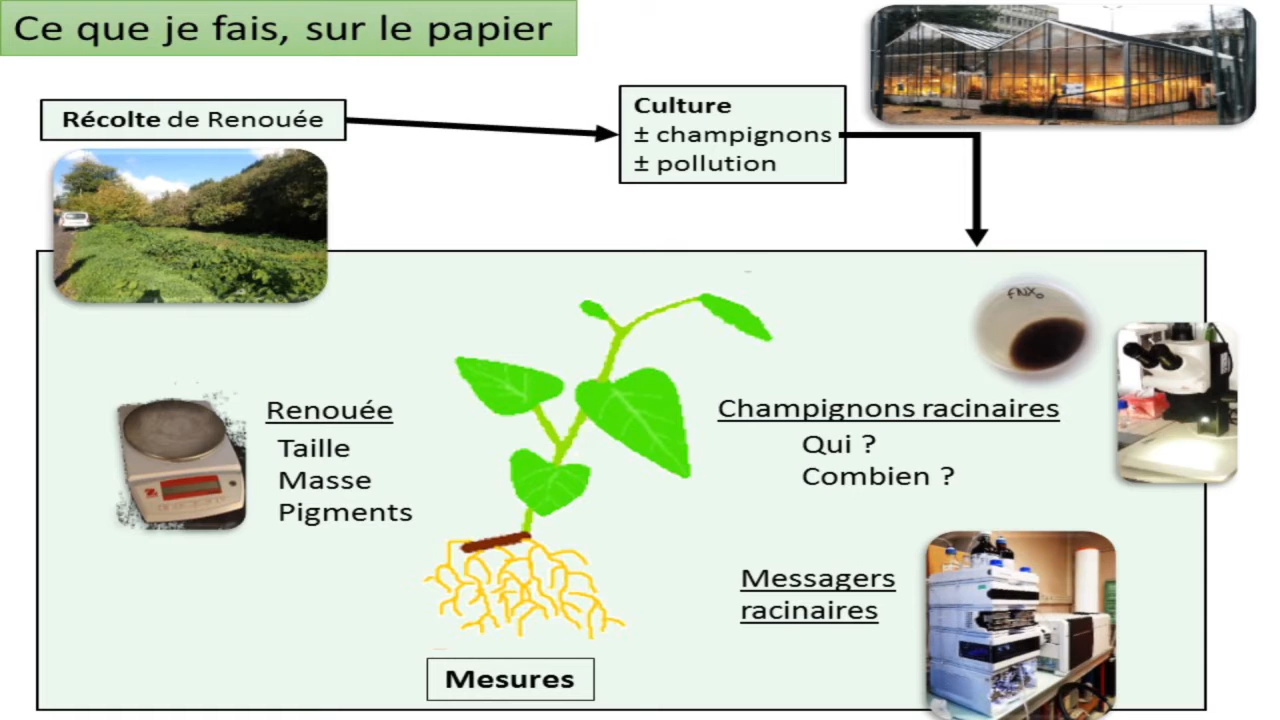 Ce que je fais, sur le papier
Récolte de Renouée
Culture
± champignons
± pollution
FNX
Renouée
Taille
Masse
Pigments
Champignons racinaires
Qui ?
Combien ?
Messagers
racinaires
Mesures